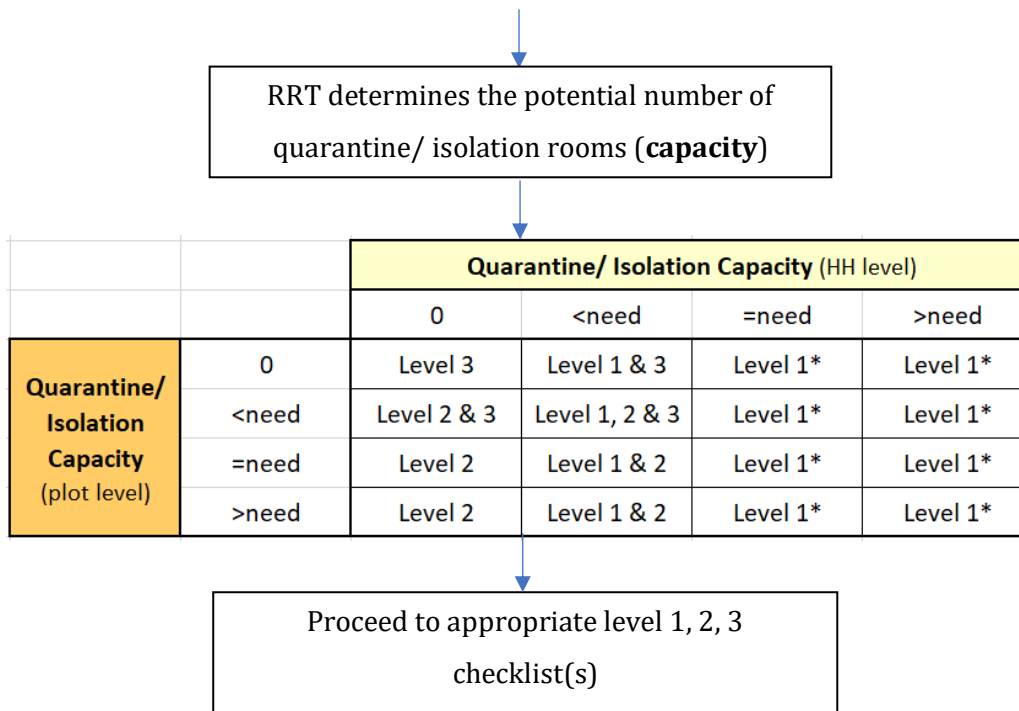 RRT determines the potential number of
quarantine/ isolation rooms (capacity)
Quarantine/ Isolation Capacity (HH level)
0 <need =need >need
Quarantine/
Isolation
Capacity
(plot level)
0 Level 3 Level 1 & 3 Level 1* Level 1*
<need Level 2 & 3 Level 1, 2 & 3 Level 1* Level 1*
=need Level 2 Level 1 & 2 Level 1* Level 1*
>need Level 2 Level 1 & 2 Level 1* Level 1*
Proceed to appropriate level 1, 2, 3
checklist(s)